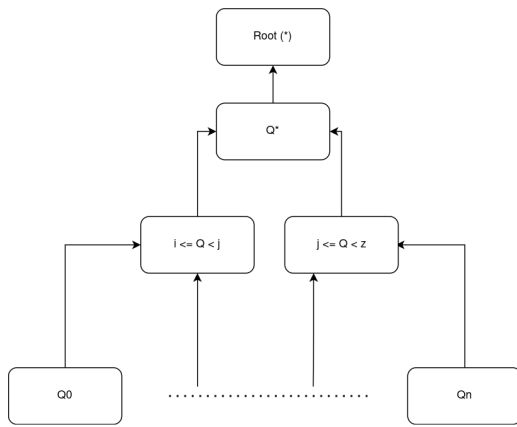 Root (*)
Q*
i <= Q < j
j <= Q < z
Q0
Qn